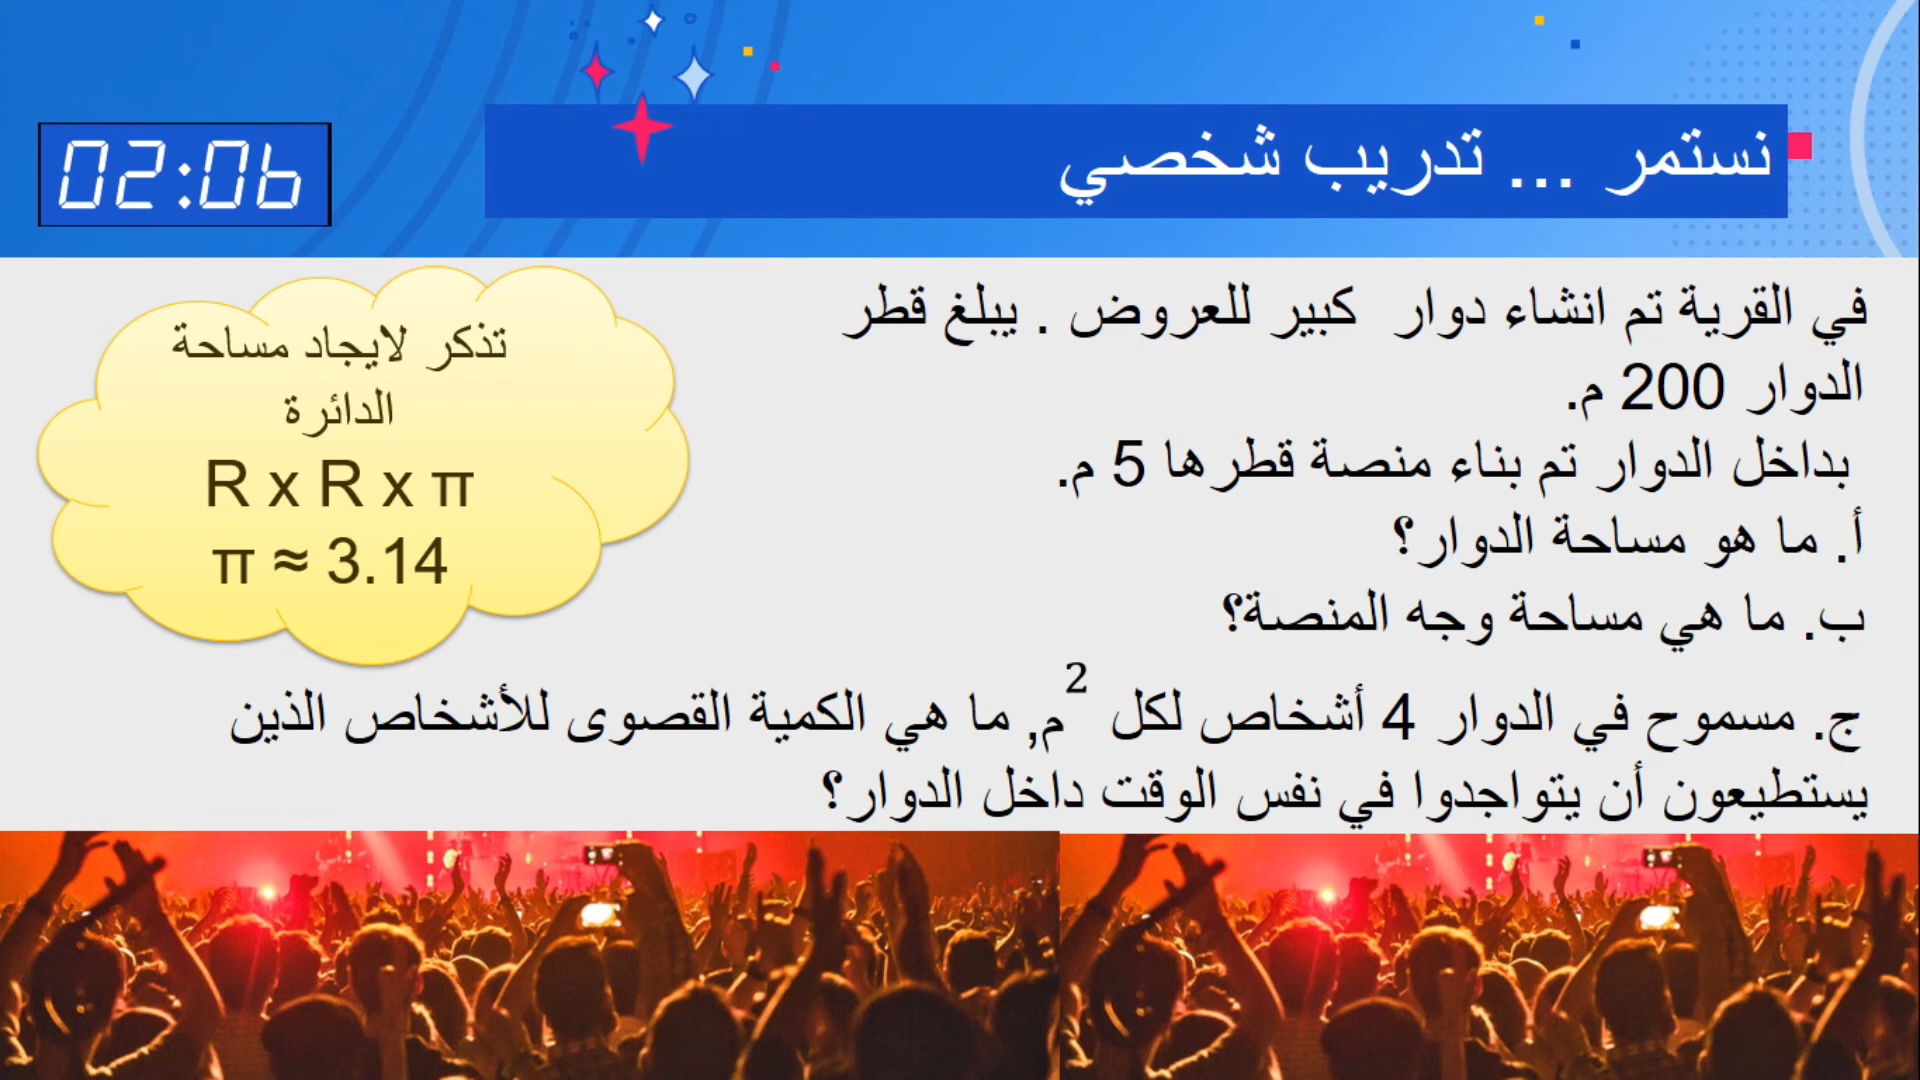 02:06
نستمر ... تدريب شخصي
في القرية تم انشاء دوار كبير للعروض . يبلغ قطر
الدوار 200 م.
بداخل الدوار تم بناء منصة قطرها 5 م.
أ. ما هو مساحة الدوار؟
ب. ما هي مساحة وجه المنصة؟
ج. مسموح في الدوار 4 أشخاص لكل م², ما هي الكمية القصوى للأشخاص الذين
يستطيعون أن يتواجدوا في نفس الوقت داخل الدوار؟
تذكر لايجاد مساحة
الدائرة
R x R x π
π ≈ 3.14